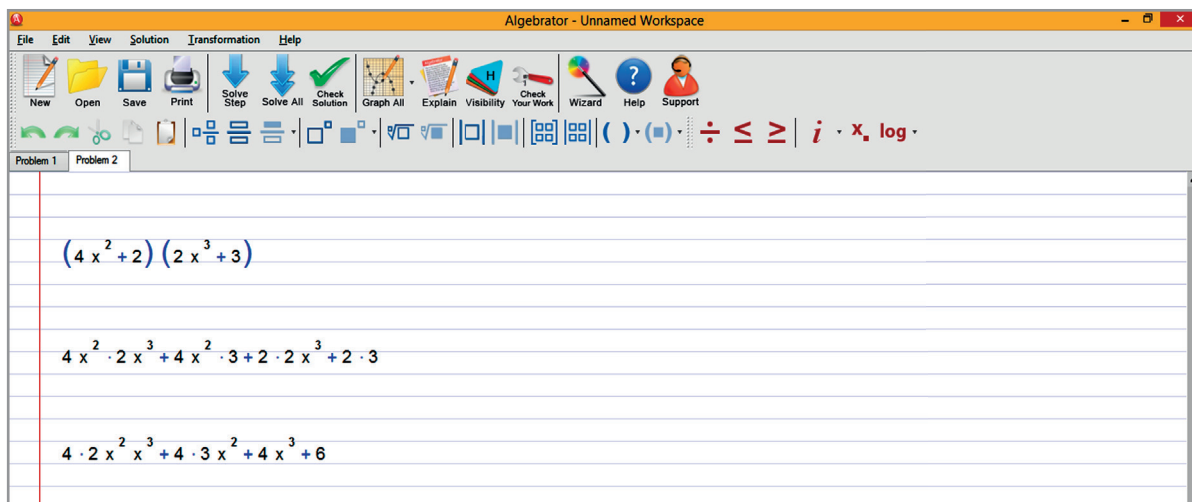 Algebrator - Unnamed Workspace
File Edit View Solution Transformation Help
New Open Save Print Solve Step Solve All Check Solution Graph All Explain Visibility Check Your Work Wizard Help Support
( ) (■) ÷ ≤ ≥ i x log
Problem 1 Problem 2
(4x² + 2)(2x³ + 3)
4x² · 2x³ + 4x² · 3 + 2 · 2x³ + 2 · 3
4 · 2x² x³ + 4 · 3x² + 4x³ + 6